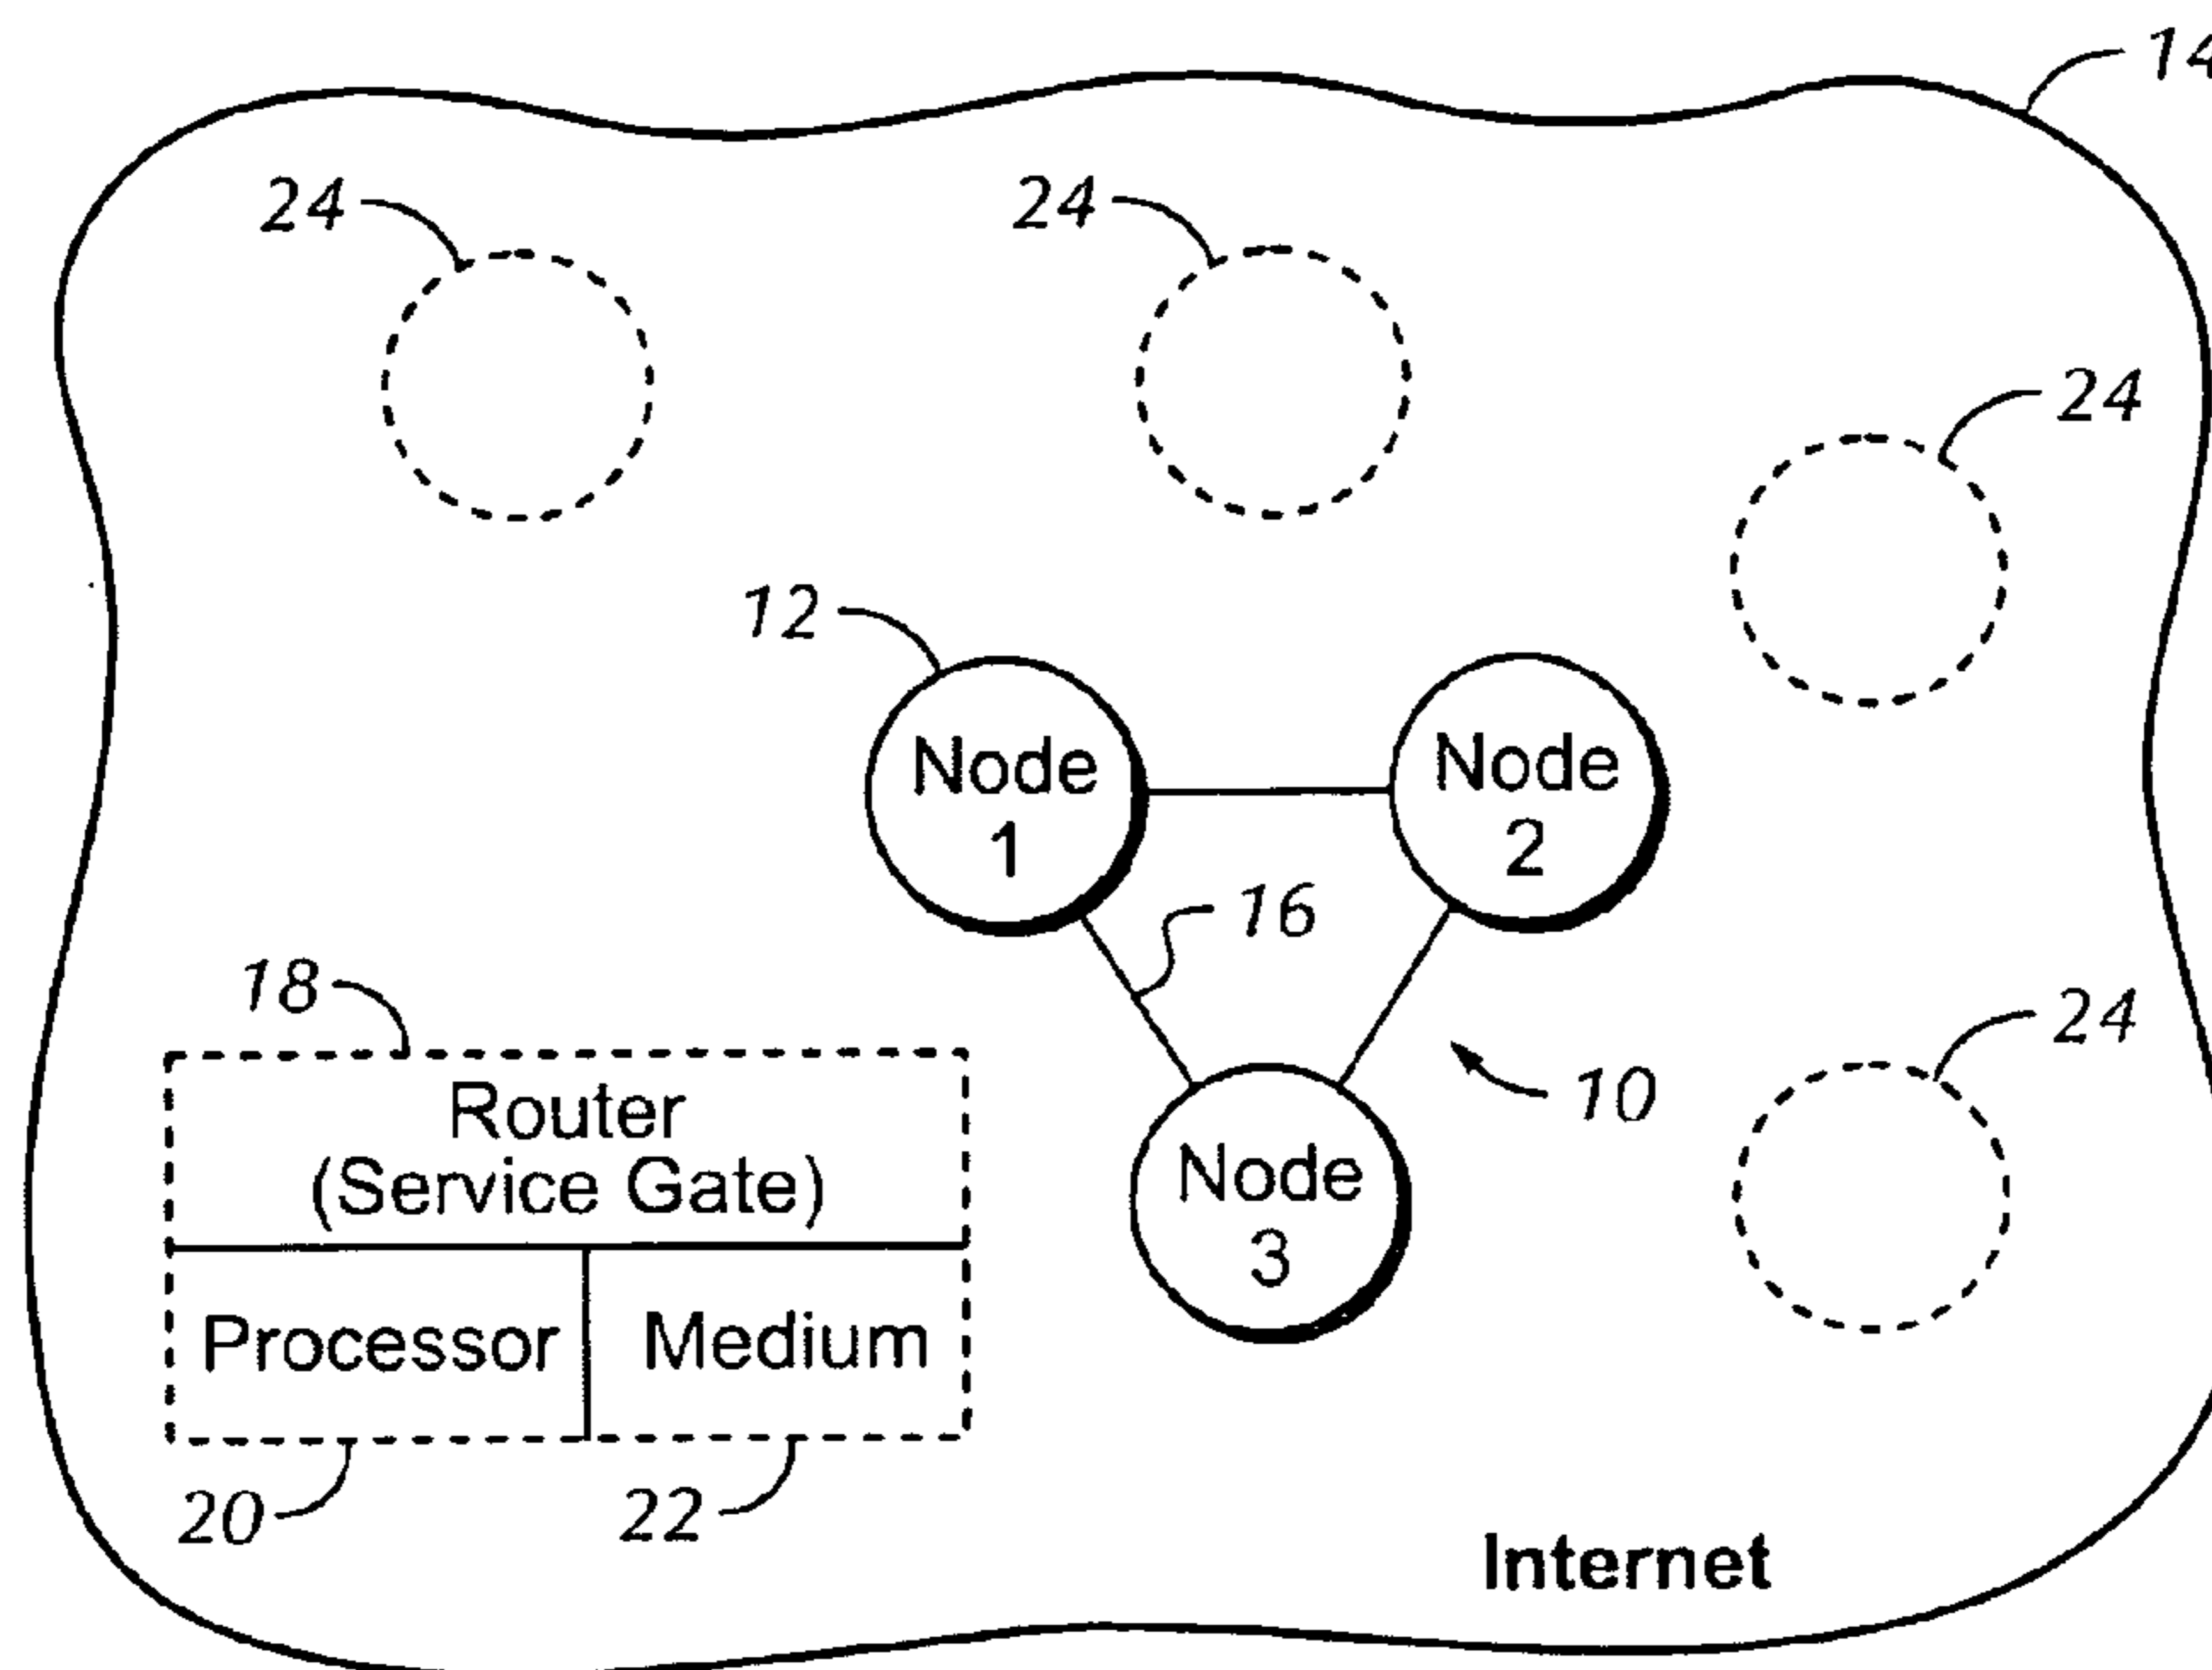 14
24
24
24
12
Node
1
Node
2
16
18
24
10
Router
(Service Gate)
Node
3
Processor
Medium
20
22
Internet